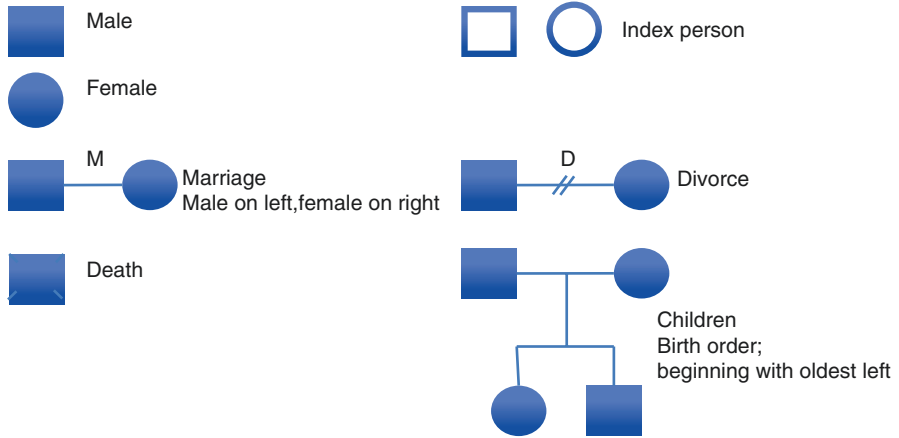 Male
Index person
Female
M
Marriage
Male on left,female on right
D
Divorce
Death
Children
Birth order;
beginning with oldest left